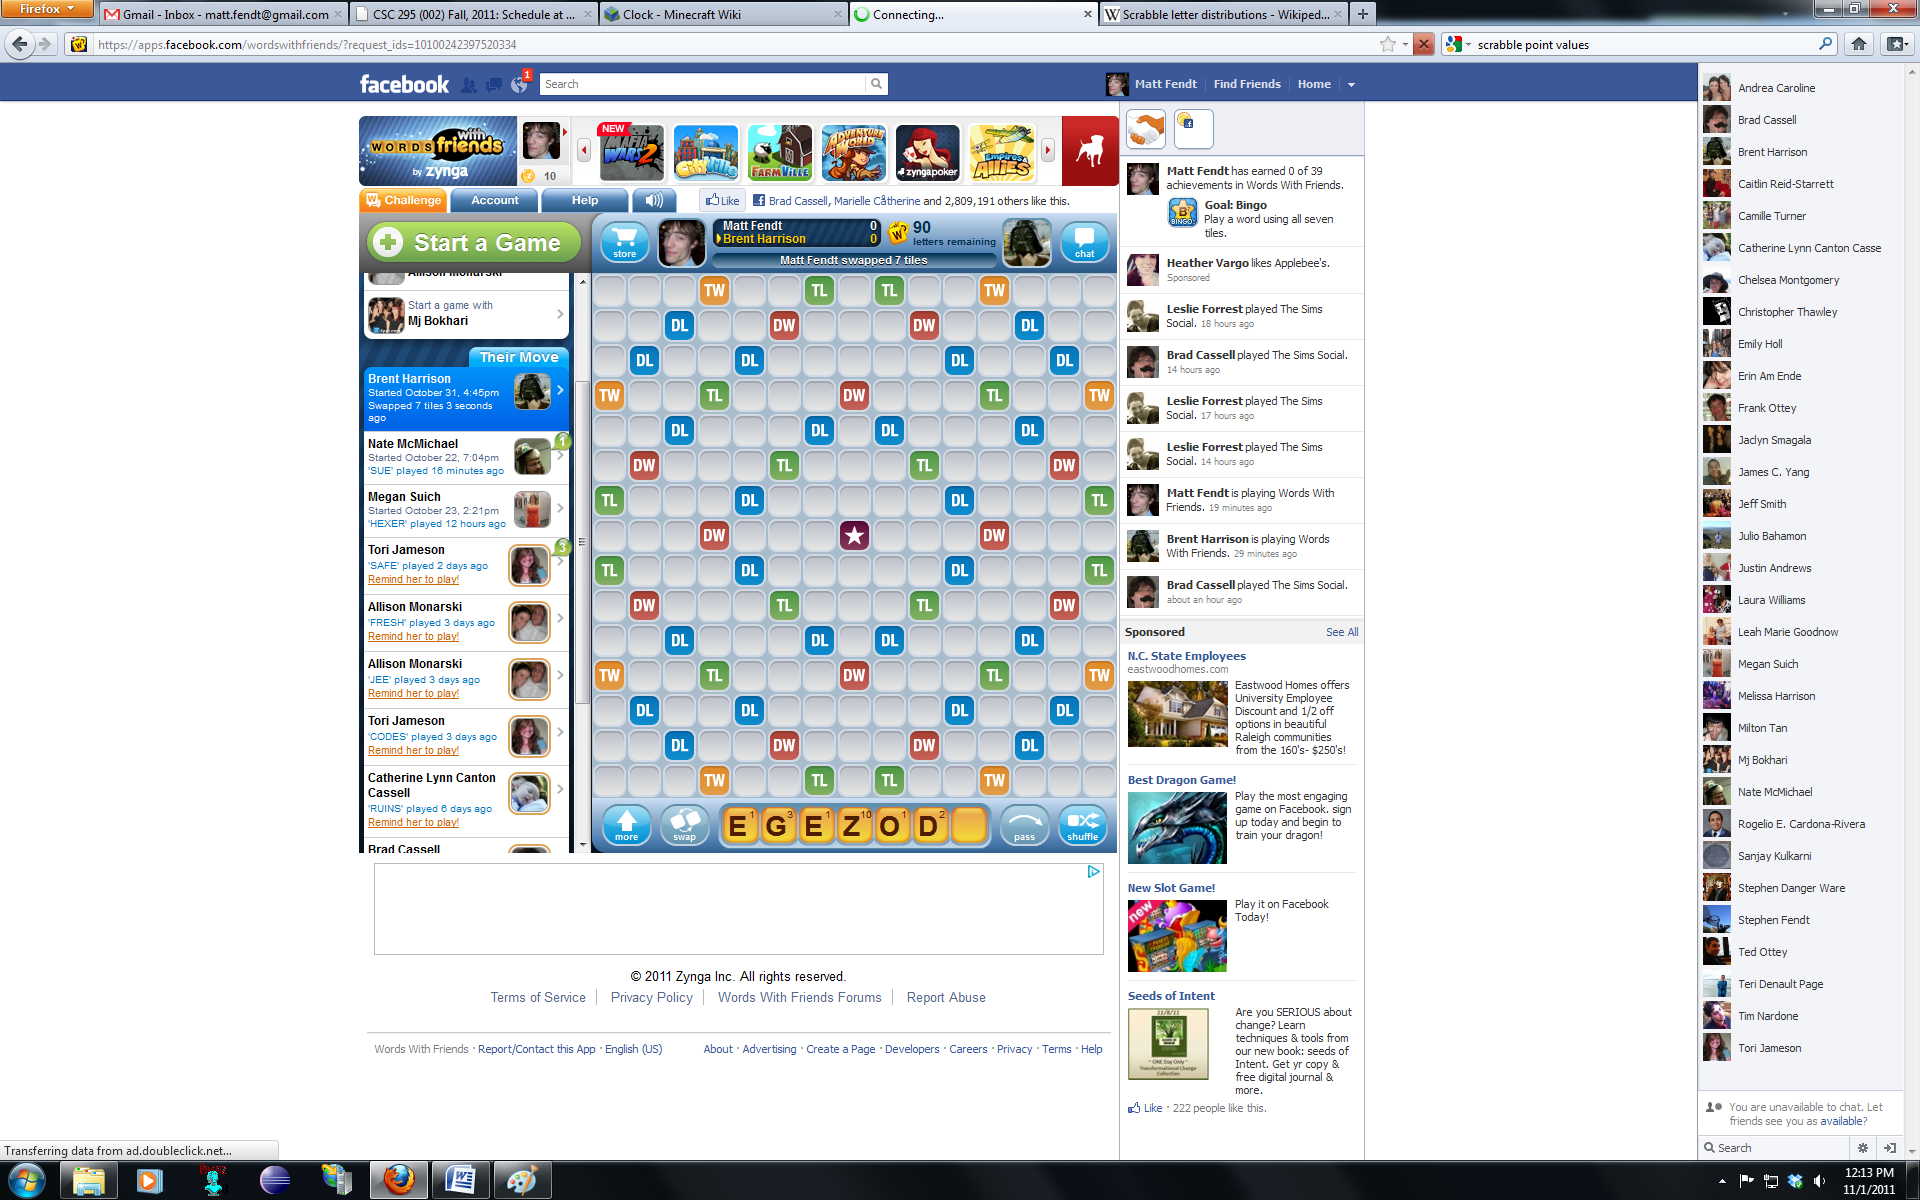 Firefox
Gmail - Inbox - matt.fendt@gmail.com
CSC 295 (002) Fall, 2011: Schedule at ...
Clock - Minecraft Wiki
Connecting...
Scrabble letter distributions - Wikiped...
https://apps.facebook.com/wordswithfriends/?request_ids=10100242397520334
scrabble point values
facebook
1
Search
Matt Fendt
Find Friends
Home
WORDS with friends
by zynga
10
NEW
MAFIA WARS 2
CityVille
FARMVILLE
ADVENTURE WORLD
zynga poker
Empires & Allies
Challenge
Account
Help
Like
Brad Cassell, Marielle Cátherine and 2,809,191 others like this.
Start a Game
store
Matt Fendt 0
Brent Harrison 0
90
letters remaining
Matt Fendt swapped 7 tiles
chat
Allison Monarski
Start a game with
Mj Bokhari
Their Move
Brent Harrison
Started October 31, 4:45pm
Swapped 7 tiles 3 seconds
ago
Nate McMichael
Started October 22, 7:04pm
'SUE' played 16 minutes ago
1
Megan Suich
Started October 23, 2:21pm
'HEXER' played 12 hours ago
Tori Jameson
'SAFE' played 2 days ago
Remind her to play!
3
Allison Monarski
'FRESH' played 3 days ago
Remind her to play!
Allison Monarski
'JEE' played 3 days ago
Remind her to play!
Tori Jameson
'CODES' played 3 days ago
Remind her to play!
Catherine Lynn Canton
Cassell
'RUINS' played 6 days ago
Remind her to play!
Brad Cassell
TW TL TL TW
DL DW DW DL
DL DL DL DL
TW TL DW TL TW
DL DL DL DL
DW TL TL DW
TL DL DL TL
DW DW
TL DL DL TL
DW TL TL DW
DL DL DL DL
TW TL DW TL TW
DL DL DL DL
DL DW DW DL
TW TL TL TW
more
swap
E1 G3 E1 Z10 O1 D2
pass
shuffle
© 2011 Zynga Inc. All rights reserved.
Terms of Service
Privacy Policy
Words With Friends Forums
Report Abuse
Words With Friends · Report/Contact this App · English (US)
About · Advertising · Create a Page · Developers · Careers · Privacy · Terms · Help
Matt Fendt has earned 0 of 39
achievements in Words With Friends.
BINGO
Goal: Bingo
Play a word using all seven
tiles.
Heather Vargo likes Applebee's.
Sponsored
Leslie Forrest played The Sims
Social. 18 hours ago
Brad Cassell played The Sims Social.
14 hours ago
Leslie Forrest played The Sims
Social. 17 hours ago
Leslie Forrest played The Sims
Social. 14 hours ago
Matt Fendt is playing Words With
Friends. 19 minutes ago
Brent Harrison is playing Words
With Friends. 29 minutes ago
Brad Cassell played The Sims Social.
about an hour ago
Sponsored
See All
N.C. State Employees
eastwoodhomes.com
Eastwood Homes offers
University Employee
Discount and 1/2 off
options in beautiful
Raleigh communities
from the 160's- $250's!
Best Dragon Game!
Play the most engaging
game on Facebook. sign
up today and begin to
train your dragon!
New Slot Game!
new
Play it on Facebook
Today!
Seeds of Intent
11/8/11
ONE Day Only
Transformational Change
Collection
Are you SERIOUS about
change? Learn
techniques & tools from
our new book: seeds of
Intent. Get yr copy &
free digital journal &
more.
Like · 222 people like this.
Andrea Caroline
Brad Cassell
Brent Harrison
Caitlin Reid-Starrett
Camille Turner
Catherine Lynn Canton Casse
Chelsea Montgomery
Christopher Thawley
Emily Holl
Erin Am Ende
Frank Ottey
Jaclyn Smagala
James C. Yang
Jeff Smith
Julio Bahamon
Justin Andrews
Laura Williams
Leah Marie Goodnow
Megan Suich
Melissa Harrison
Milton Tan
Mj Bokhari
Nate McMichael
Rogelio E. Cardona-Rivera
Sanjay Kulkarni
Stephen Danger Ware
Stephen Fendt
Ted Ottey
Teri Denault Page
Tim Nardone
Tori Jameson
You are unavailable to chat. Let
friends see you as available?
Search
Transferring data from ad.doubleclick.net...
12:13 PM
11/1/2011